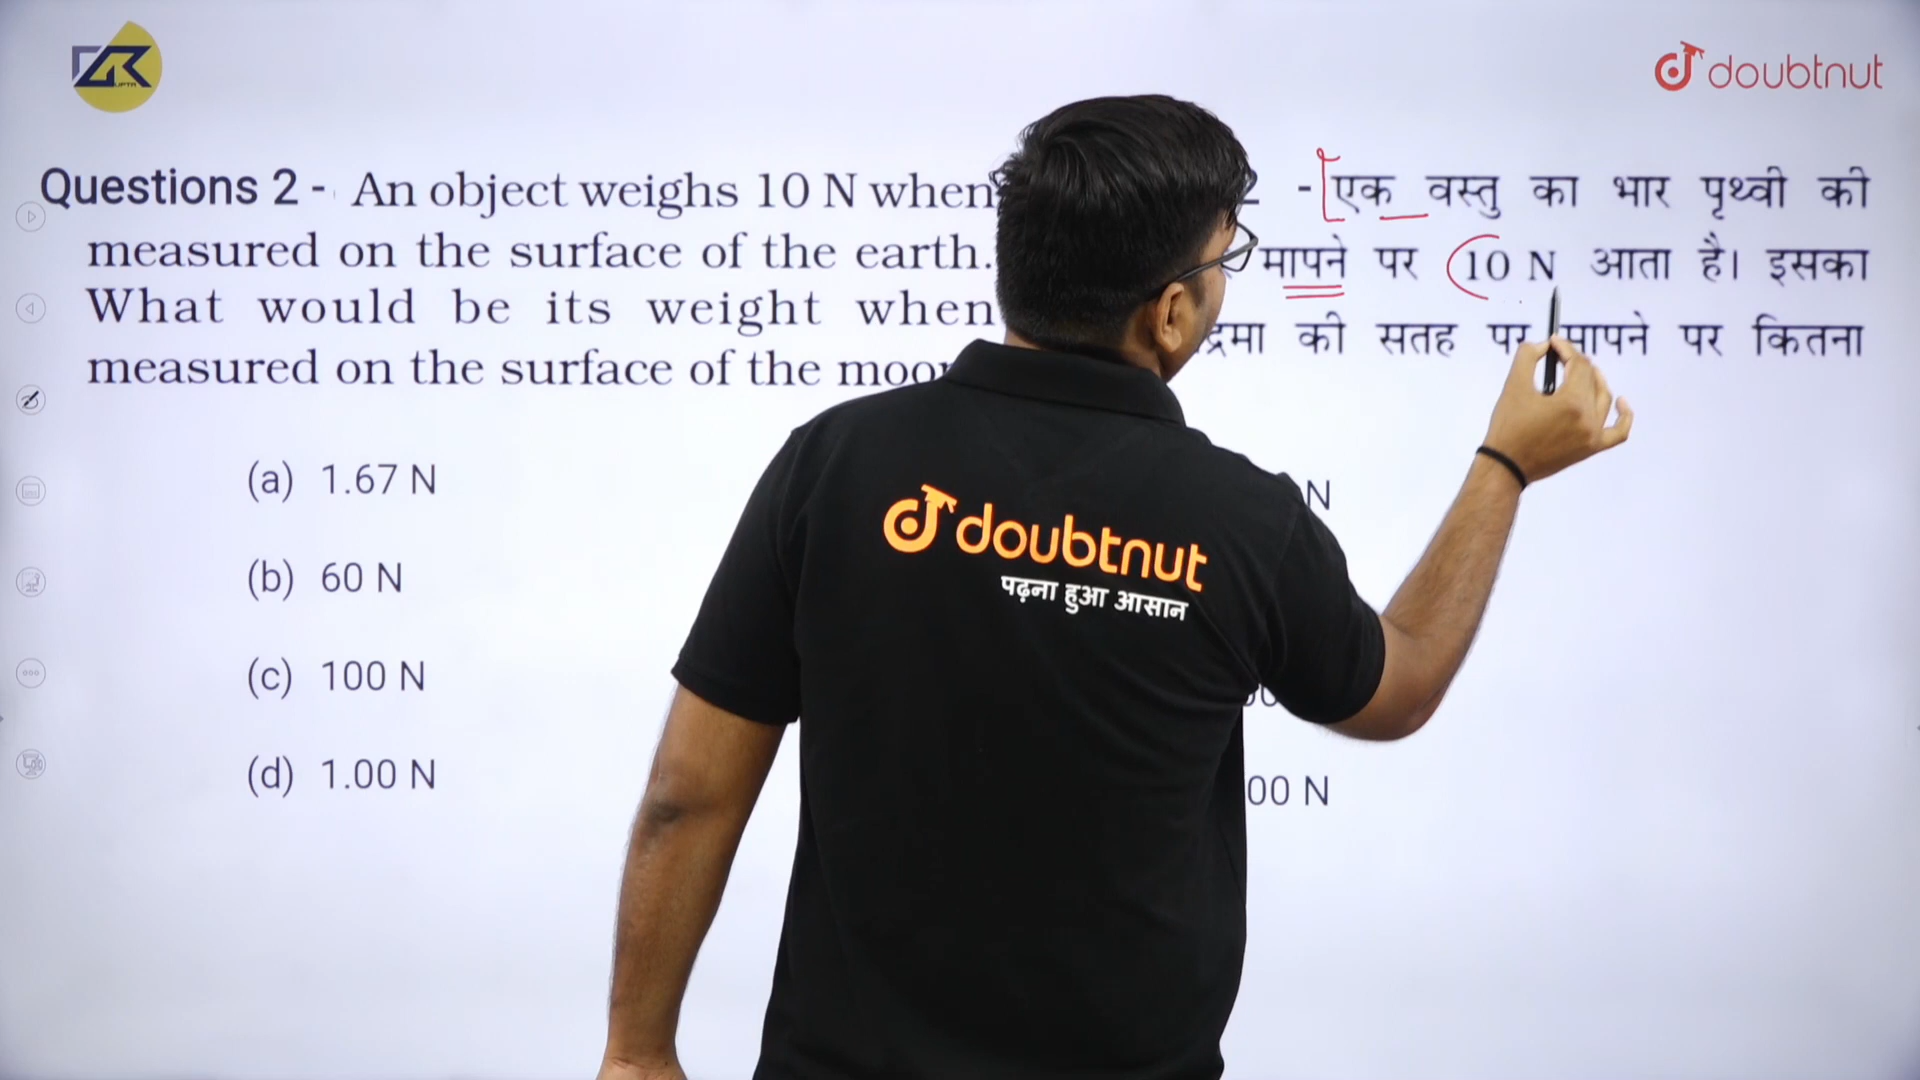 doubtnut
Questions 2 - An object weighs 10 N when
measured on the surface of the earth.
What would be its weight when
measured on the surface of the
(a) 1.67 N
(b) 60 N
(c) 100 N
(d) 1.00 N
- एक वस्तु का भार पृथ्वी की
मापने पर 10 N आता है। इसका
की सतह पर मापने पर कितना
N
00 N
doubtnut
पढ़ना हुआ आसान